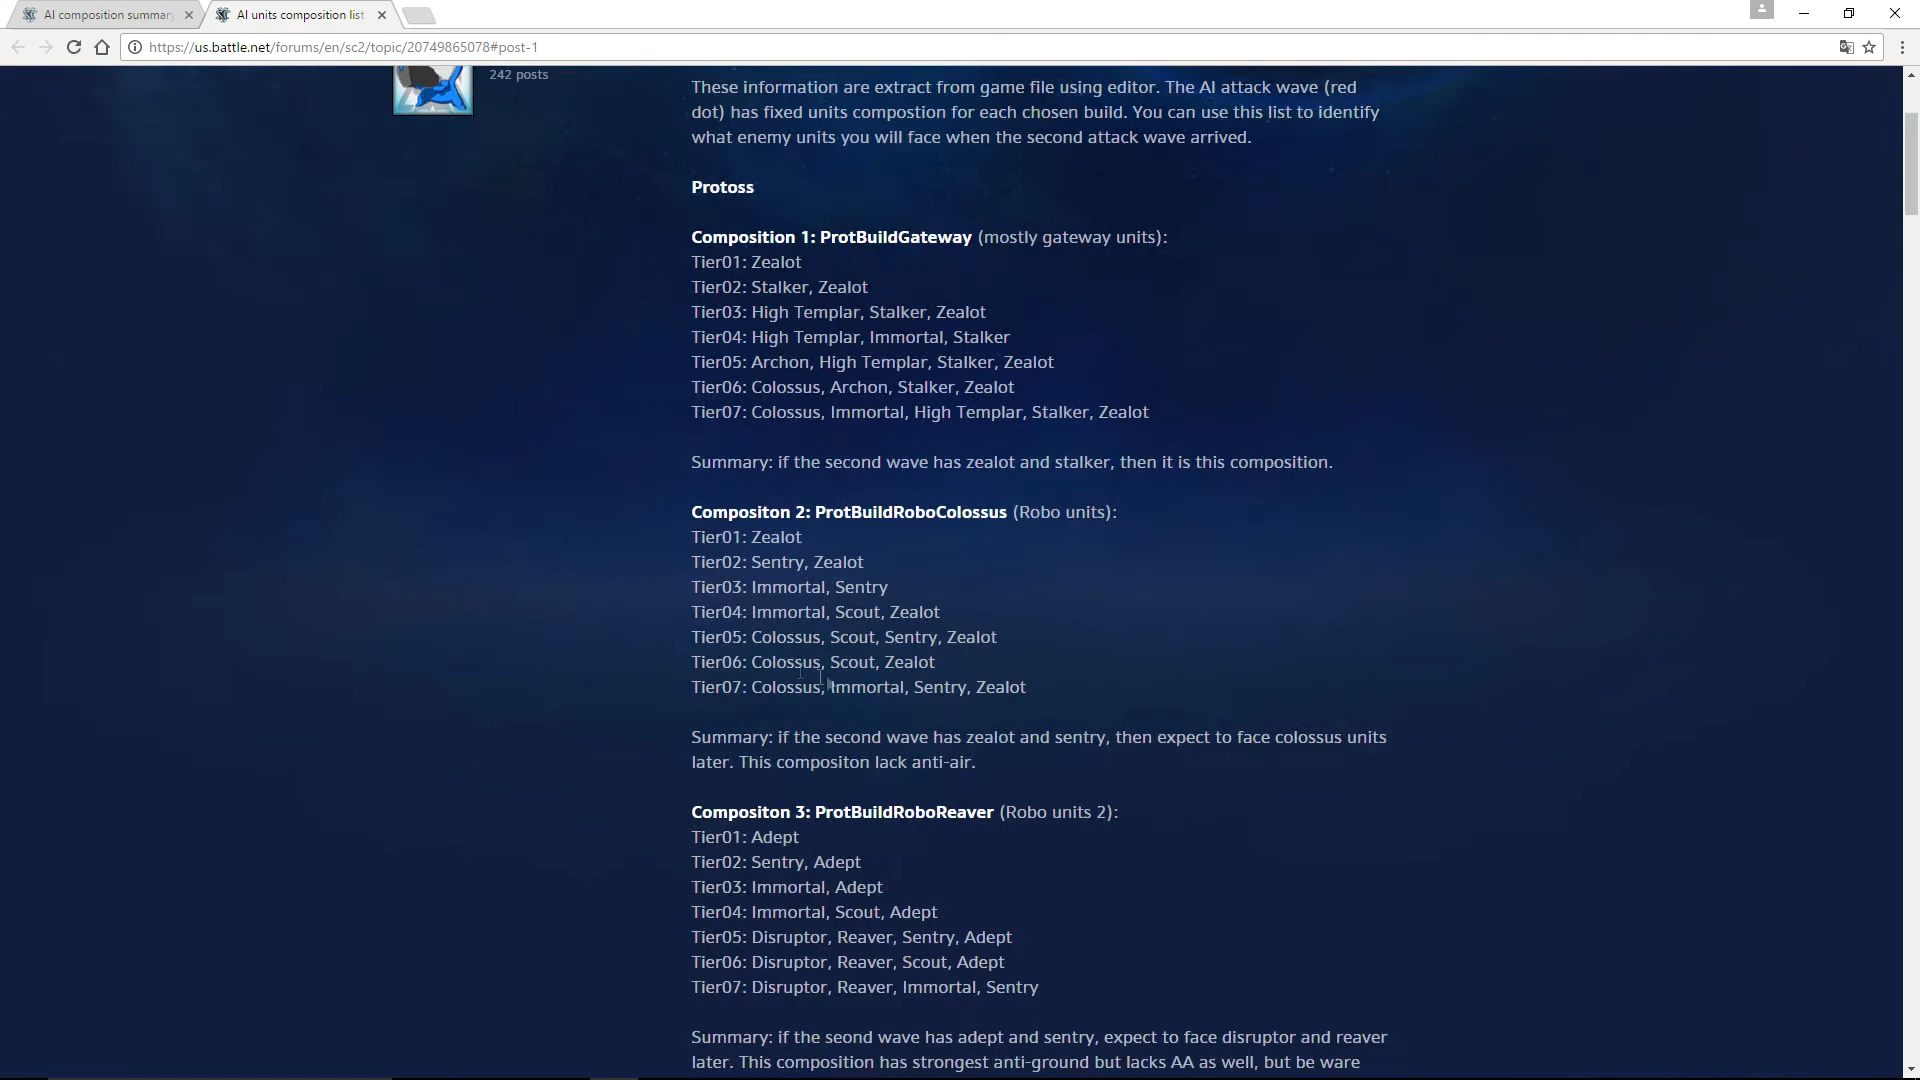 AI composition summary
AI units composition list
https://us.battle.net/forums/en/sc2/topic/20749865078#post-1
242 posts
These information are extract from game file using editor. The AI attack wave (red
dot) has fixed units compostion for each chosen build. You can use this list to identify
what enemy units you will face when the second attack wave arrived.
Protoss
Composition 1: ProtBuildGateway (mostly gateway units):
Tier01: Zealot
Tier02: Stalker, Zealot
Tier03: High Templar, Stalker, Zealot
Tier04: High Templar, Immortal, Stalker
Tier05: Archon, High Templar, Stalker, Zealot
Tier06: Colossus, Archon, Stalker, Zealot
Tier07: Colossus, Immortal, High Templar, Stalker, Zealot
Summary: if the second wave has zealot and stalker, then it is this composition.
Compositon 2: ProtBuildRoboColossus (Robo units):
Tier01: Zealot
Tier02: Sentry, Zealot
Tier03: Immortal, Sentry
Tier04: Immortal, Scout, Zealot
Tier05: Colossus, Scout, Sentry, Zealot
Tier06: Colossus, Scout, Zealot
Tier07: Colossus, Immortal, Sentry, Zealot
Summary: if the second wave has zealot and sentry, then expect to face colossus units
later. This compositon lack anti-air.
Compositon 3: ProtBuildRoboReaver (Robo units 2):
Tier01: Adept
Tier02: Sentry, Adept
Tier03: Immortal, Adept
Tier04: Immortal, Scout, Adept
Tier05: Disruptor, Reaver, Sentry, Adept
Tier06: Disruptor, Reaver, Scout, Adept
Tier07: Disruptor, Reaver, Immortal, Sentry
Summary: if the seond wave has adept and sentry, expect to face disruptor and reaver
later. This composition has strongest anti-ground but lacks AA as well, but be ware